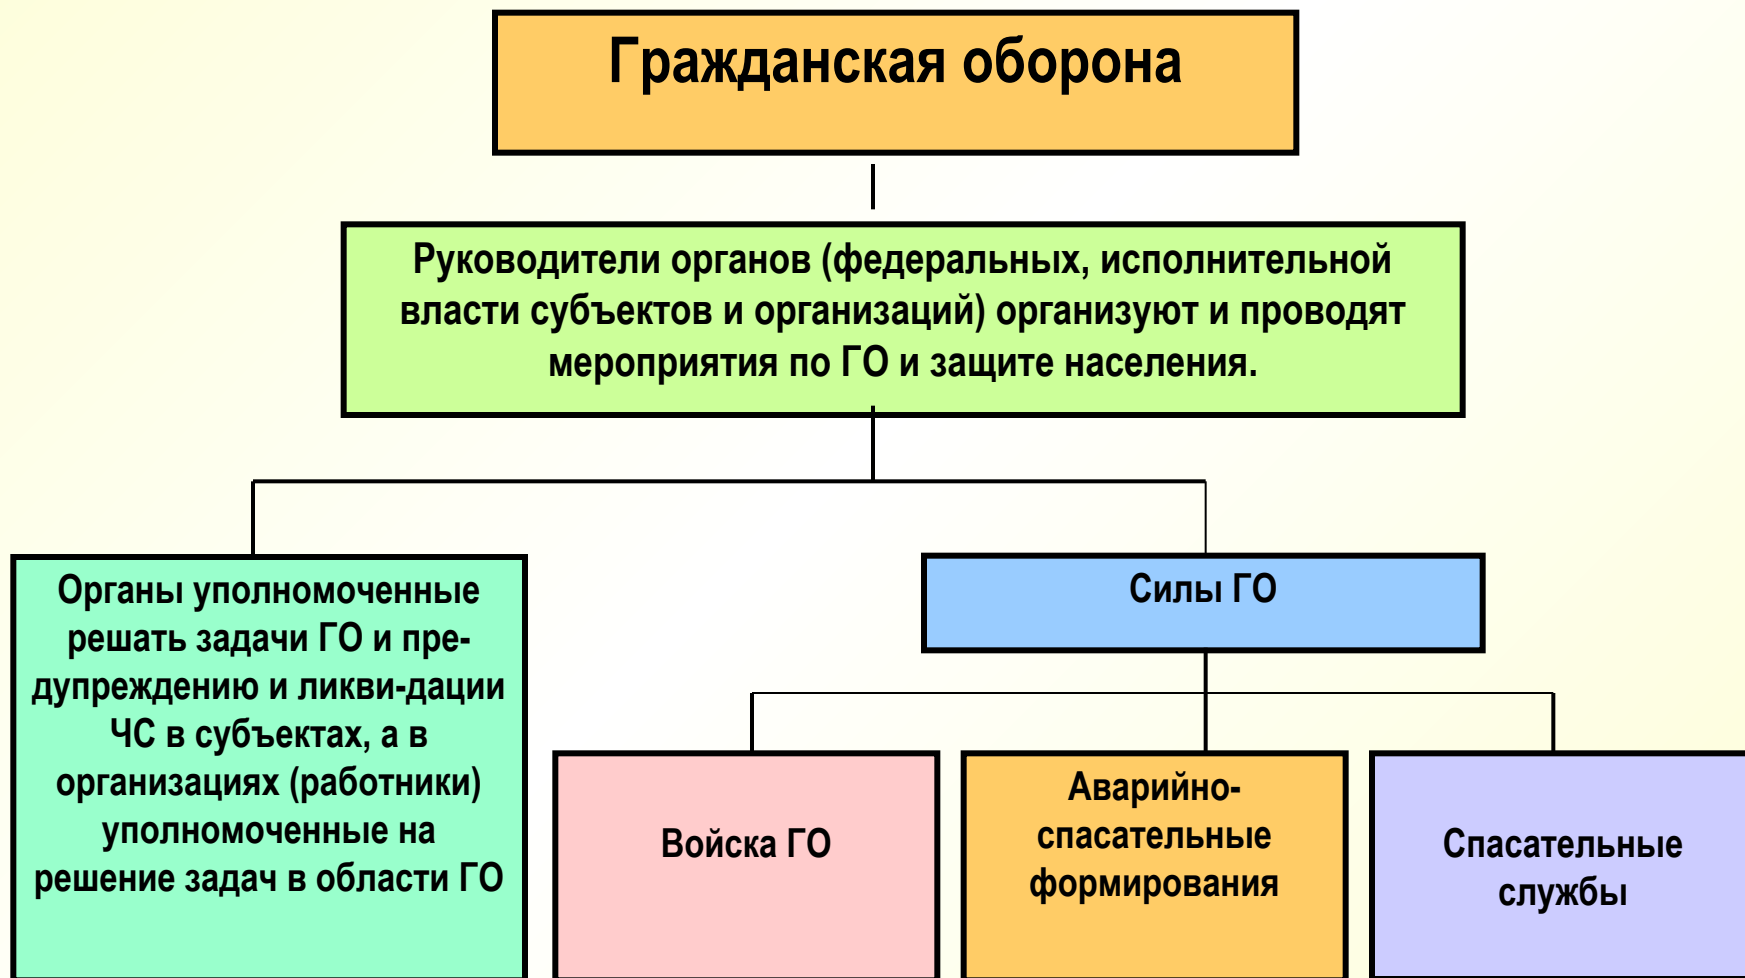 Гражданская оборона
Руководители органов (федеральных, исполнительной
власти субъектов и организаций) организуют и проводят
мероприятия по ГО и защите населения.
Органы уполномоченные
решать задачи ГО и пре-
дупреждению и ликви-дации
ЧС в субъектах, а в
организациях (работники)
уполномоченные на
решение задач в области ГО
Силы ГО
Войска ГО
Аварийно-
спасательные
формирования
Спасательные
службы